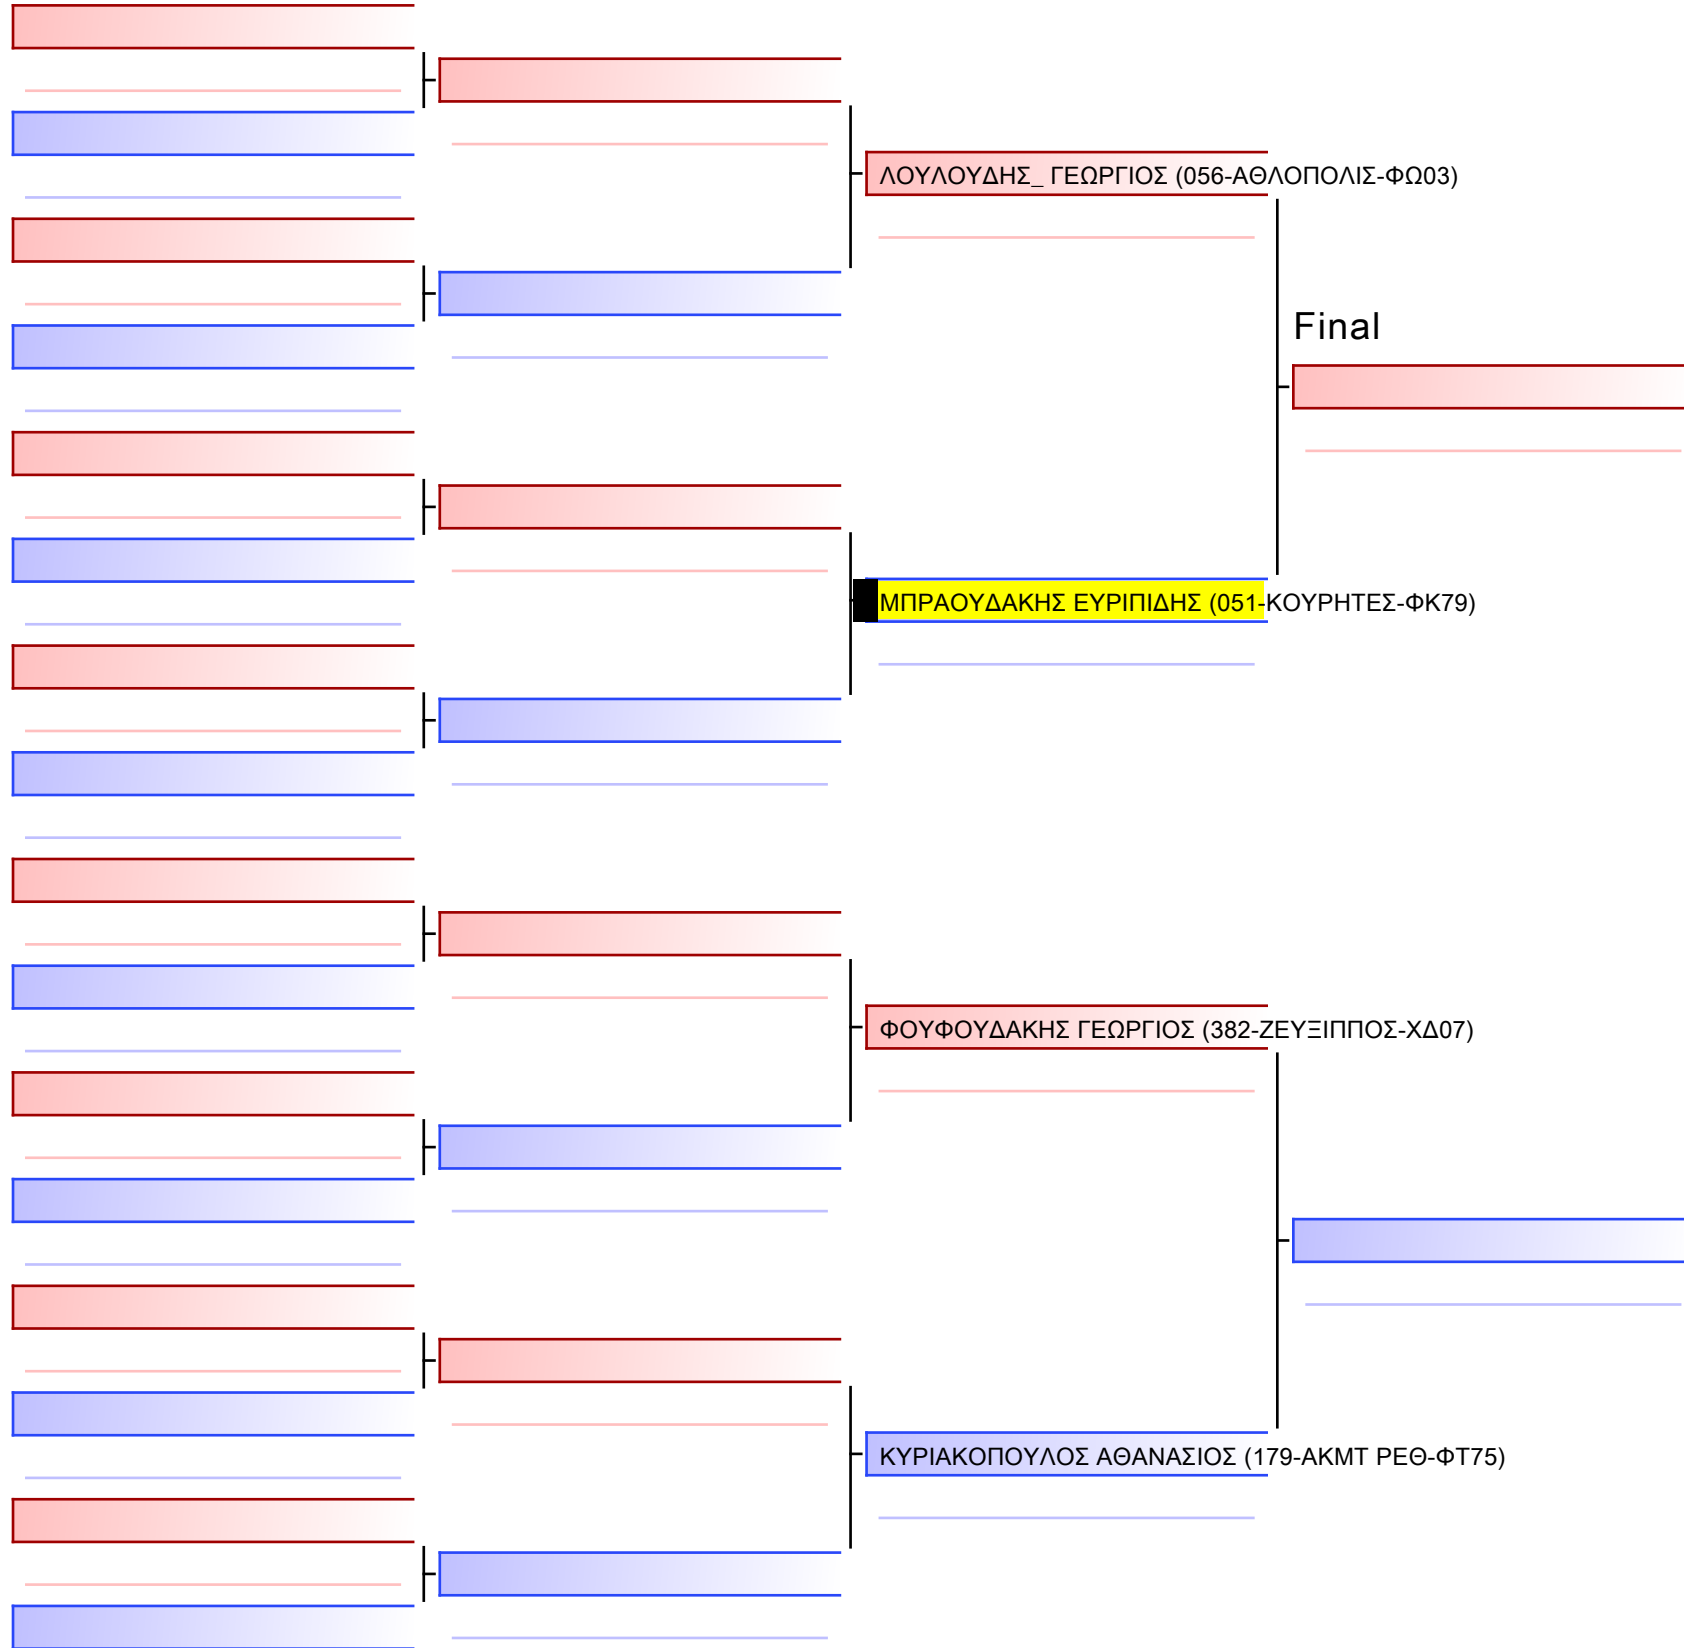 ΛΟΥΛΟΥΔΗΣ_ ΓΕΩΡΓΙΟΣ (056-ΑΘΛΟΠΟΛΙΣ-ΦΩ03)
Final
ΜΠΡΑΟΥΔΑΚΗΣ ΕΥΡΙΠΙΔΗΣ (051-ΚΟΥΡΗΤΕΣ-ΦΚ79)
ΦΟΥΦΟΥΔΑΚΗΣ ΓΕΩΡΓΙΟΣ (382-ΖΕΥΞΙΠΠΟΣ-ΧΔ07)
ΚΥΡΙΑΚΟΠΟΥΛΟΣ ΑΘΑΝΑΣΙΟΣ (179-ΑΚΜΤ ΡΕΘ-ΦΤ75)